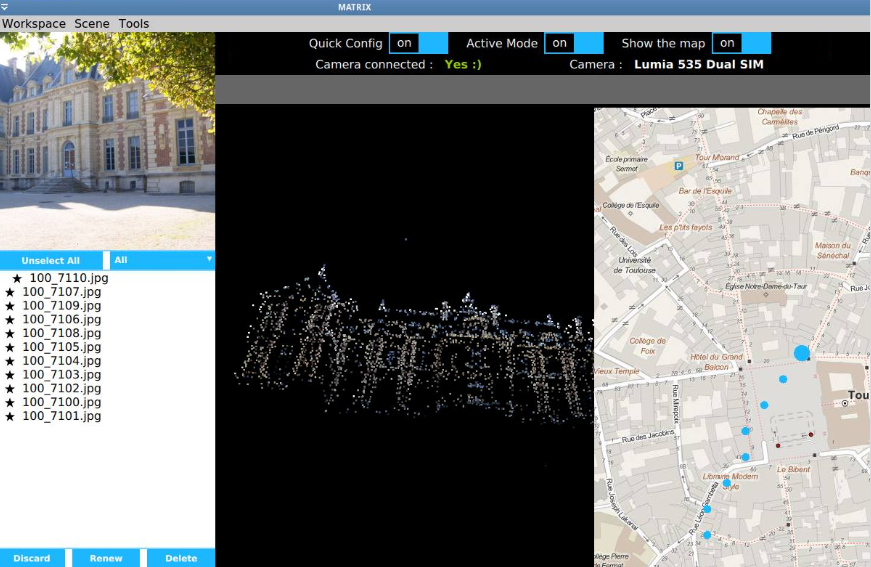 MATRIX
Workspace Scene Tools
Quick Config on Active Mode on Show the map on
Camera connected : Yes :) Camera : Lumia 535 Dual SIM
Unselect All All
★ 100_7110.jpg
★ 100_7107.jpg
★ 100_7109.jpg
★ 100_7106.jpg
★ 100_7108.jpg
★ 100_7105.jpg
★ 100_7104.jpg
★ 100_7103.jpg
★ 100_7102.jpg
★ 100_7100.jpg
★ 100_7101.jpg
Discard Renew Delete
Place
Chapelle des
Carmélites
Rue de Périgord
École primaire
Sermet
P
Tour Morand
Bar de l'Esquile
Collège de l'Esquile
Les p'tits fayots
Rue des Lois
Université
de Toulouse
Maison du
Sénéchal
Église Notre-Dame-du-Taur
Collège de
Foix
Hôtel du Grand
Balcon
Vieux Temple
Rue Mirepoix
Tou
Rue des Jacobins
Le Bibent
Librairie Modern
Style
Rue Léon Gambetta
Rue Joseph Lakanal
Collège Pierre
de Fermat